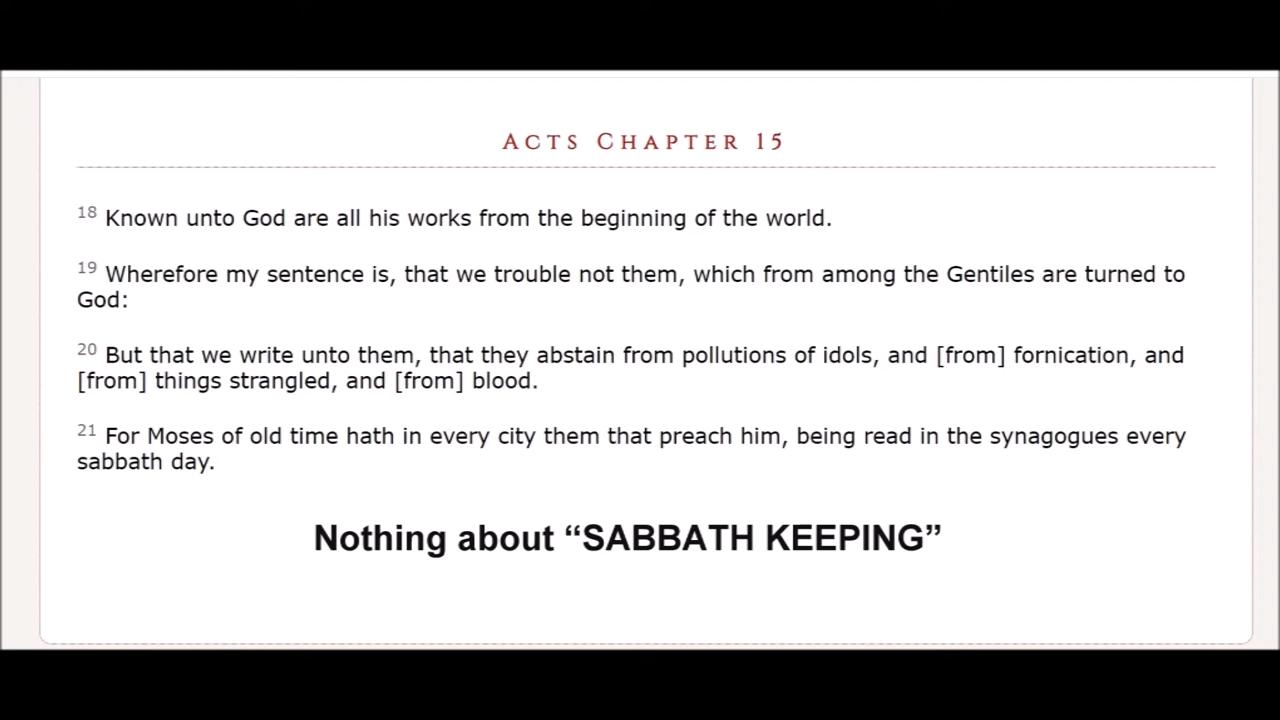 Acts Chapter 15
18 Known unto God are all his works from the beginning of the world.
19 Wherefore my sentence is, that we trouble not them, which from among the Gentiles are turned to
God:
20 But that we write unto them, that they abstain from pollutions of idols, and [from] fornication, and
[from] things strangled, and [from] blood.
21 For Moses of old time hath in every city them that preach him, being read in the synagogues every
sabbath day.
Nothing about “SABBATH KEEPING”